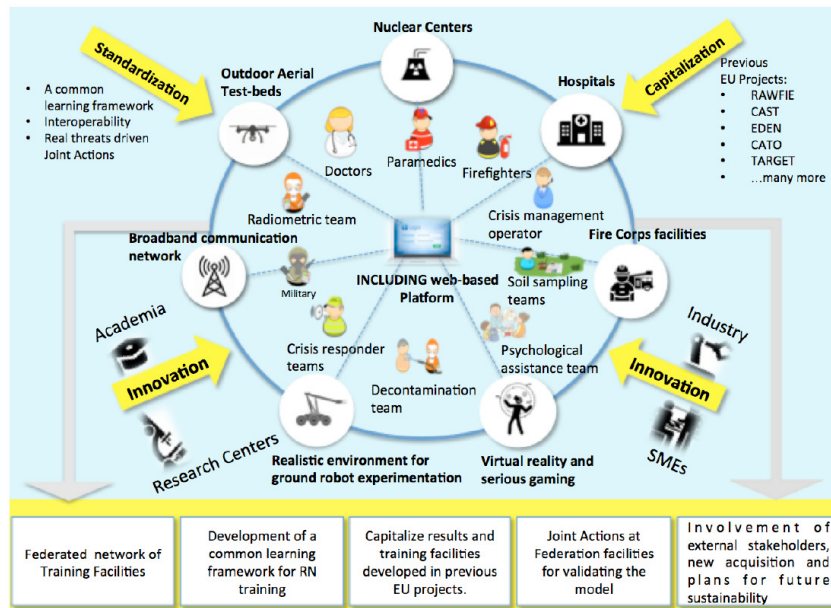 Nuclear Centers
Standardization
Capitalization
Outdoor Aerial
Test-beds
Hospitals
Previous
EU Projects:
• RAWFIE
• CAST
• EDEN
• CATO
• TARGET
• ...many more
• A common
learning framework
• Interoperability
• Real threats driven
Joint Actions
Doctors
Paramedics
Firefighters
Radiometric team
Crisis management
operator
Broadband communication
network
Fire Corps facilities
Military
INCLUDING web-based
Platform
Soil sampling
teams
Academia
Industry
Innovation
Innovation
Crisis responder
teams
Decontamination
team
Psychological
assistance team
Research Centers
SMEs
Realistic environment for
ground robot experimentation
Virtual reality and
serious gaming
Federated network of
Training Facilities
Development of a
common learning
framework for RN
training
Capitalize results and
training facilities
developed in previous
EU projects.
Joint Actions at
Federation facilities
for validating the
model
Involvement of
external stakeholders,
new acquisition and
plans for future
sustainability